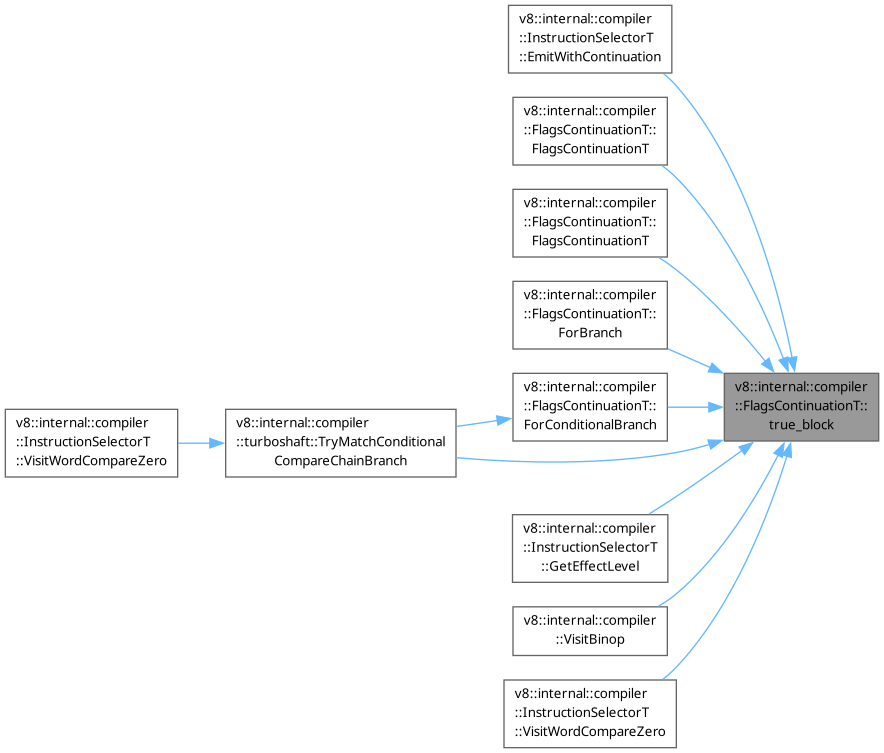 v8::internal::compiler
::InstructionSelectorT
::EmitWithContinuation
v8::internal::compiler
::FlagsContinuationT::
FlagsContinuationT
v8::internal::compiler
::FlagsContinuationT::
FlagsContinuationT
v8::internal::compiler
::FlagsContinuationT::
ForBranch
v8::internal::compiler
::FlagsContinuationT::
ForConditionalBranch
v8::internal::compiler
::FlagsContinuationT::
true_block
v8::internal::compiler
::InstructionSelectorT
::VisitWordCompareZero
v8::internal::compiler
::turboshaft::TryMatchConditional
CompareChainBranch
v8::internal::compiler
::InstructionSelectorT
::GetEffectLevel
v8::internal::compiler
::VisitBinop
v8::internal::compiler
::InstructionSelectorT
::VisitWordCompareZero